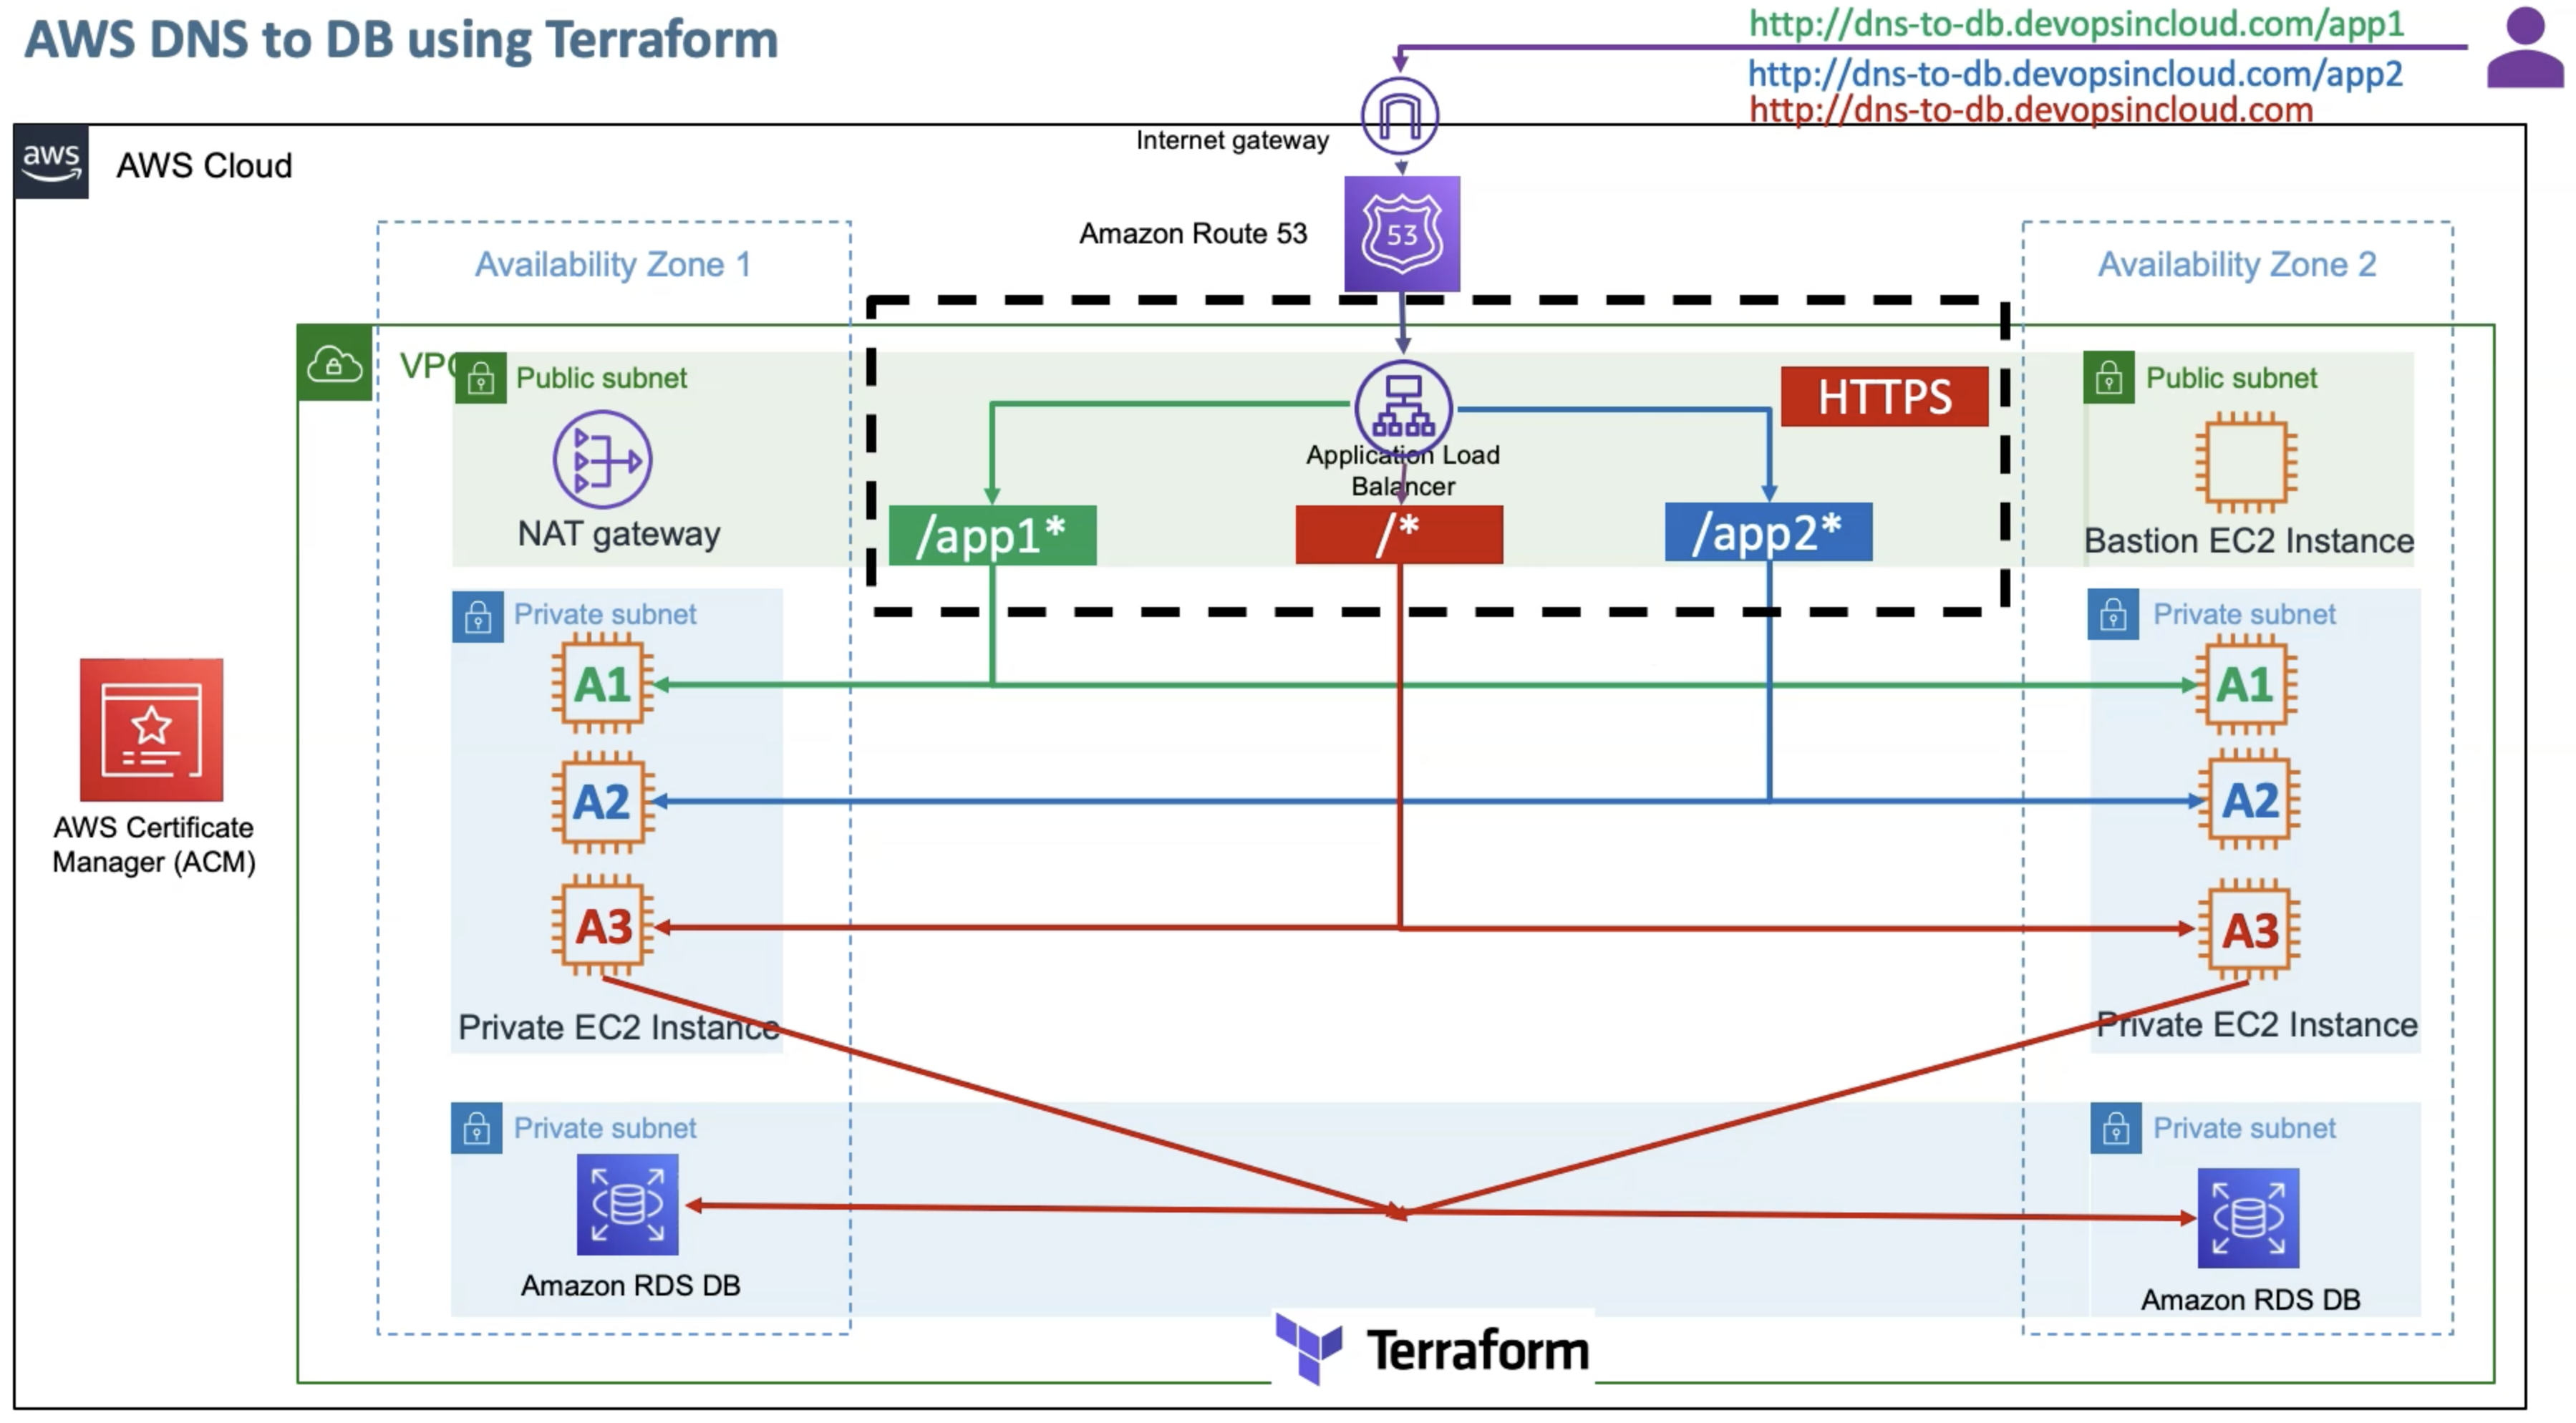 AWS DNS to DB using Terraform
http://dns-to-db.devopsincloud.com/app1
http://dns-to-db.devopsincloud.com/app2
http://dns-to-db.devopsincloud.com
Internet gateway
aws
AWS Cloud
Amazon Route 53
53
Availability Zone 1
Availability Zone 2
VPC
Public subnet
HTTPS
Public subnet
Application Load
Balancer
NAT gateway
/app1*
/*
/app2*
Bastion EC2 Instance
Private subnet
Private subnet
A1
A1
A2
A2
AWS Certificate
Manager (ACM)
A3
A3
Private EC2 Instance
Private EC2 Instance
Private subnet
Private subnet
Amazon RDS DB
Amazon RDS DB
Terraform